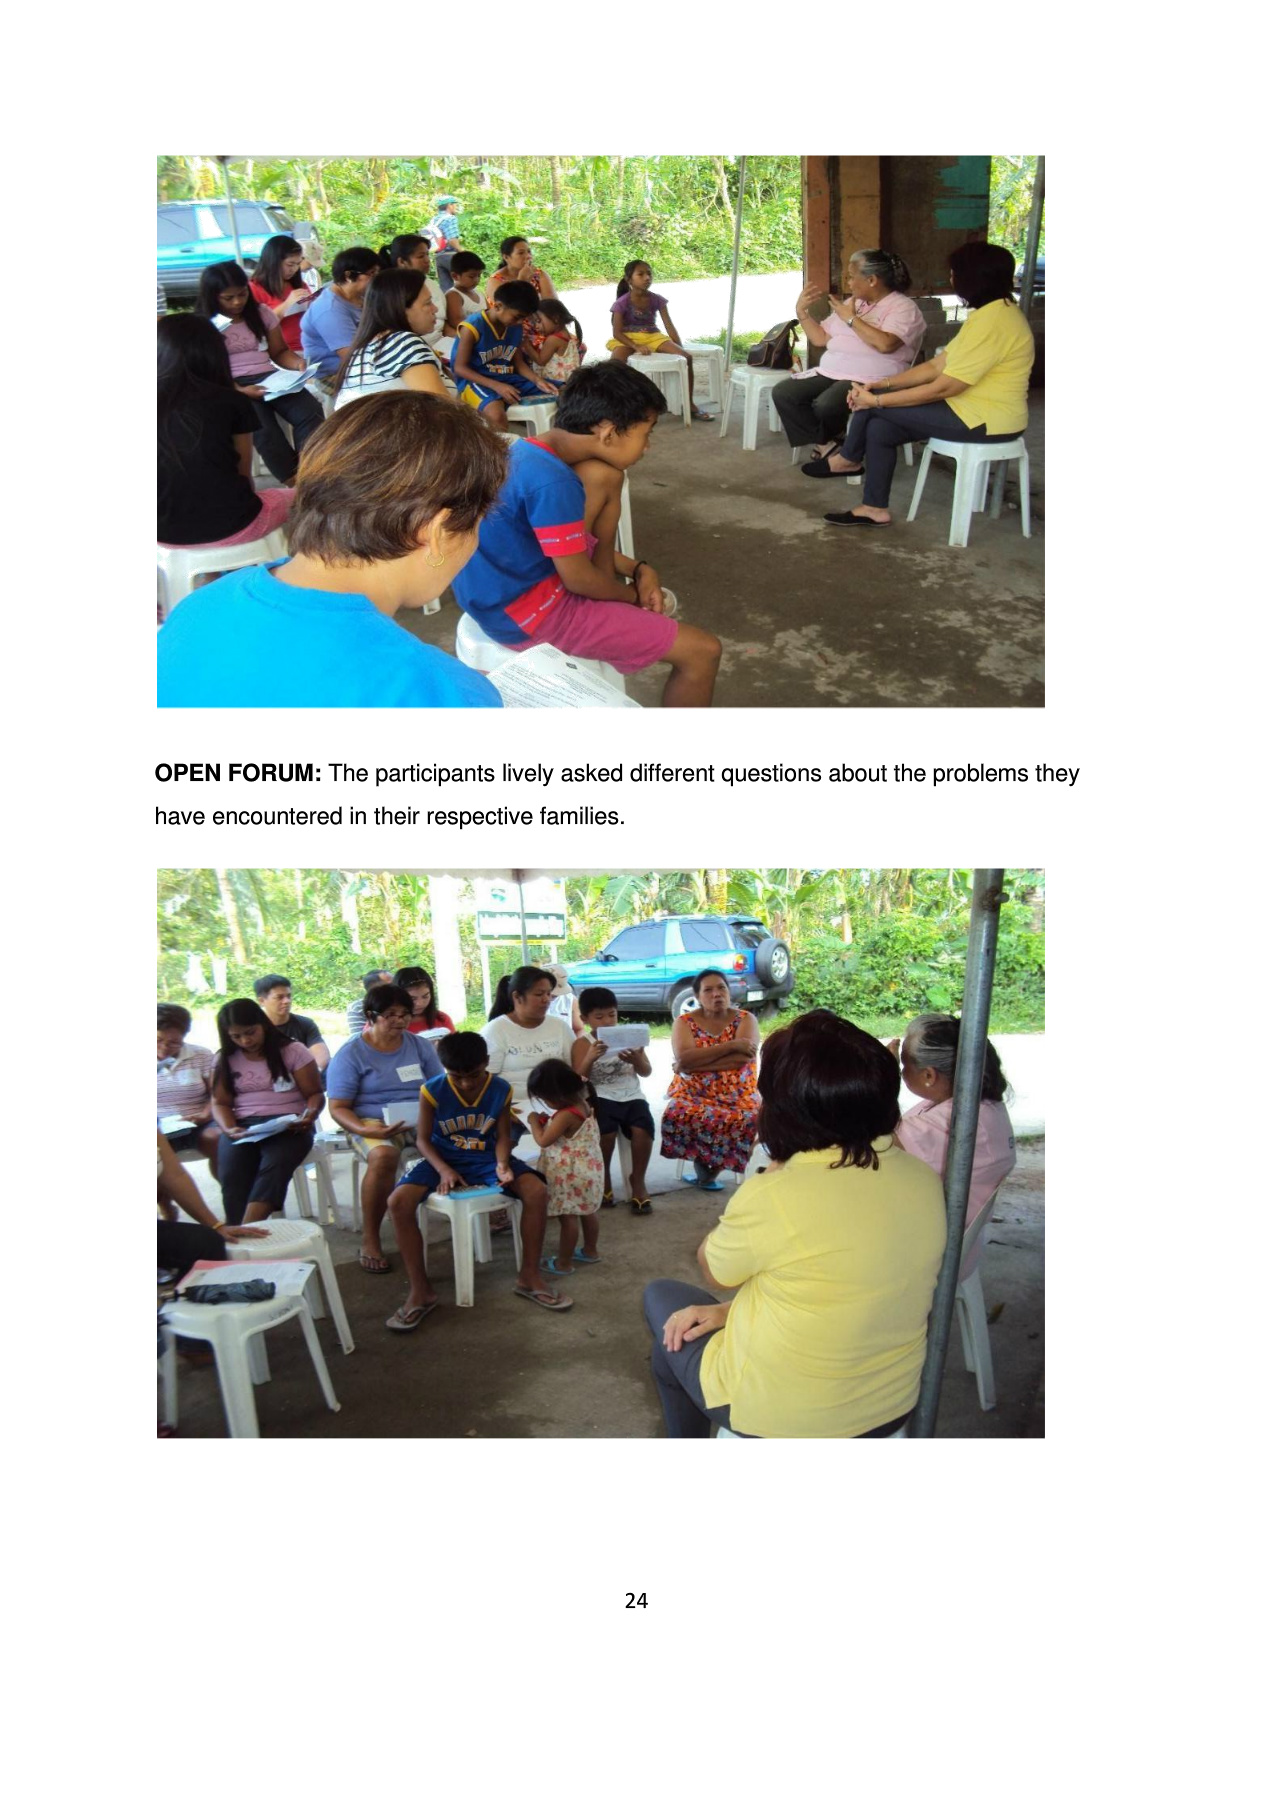 OPEN FORUM: The participants lively asked different questions about the problems they
have encountered in their respective families.
24